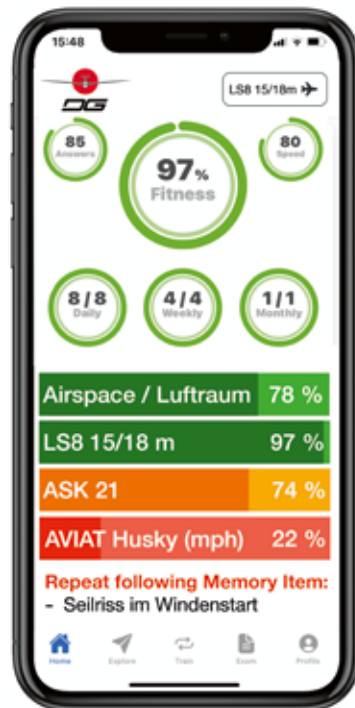 15:48
DG
LS8 15/18m
85
Answers
97%
Fitness
80
Speed
8/8
Daily
4/4
Weekly
1/1
Monthly
Airspace / Luftraum 78 %
LS8 15/18 m 97 %
ASK 21 74 %
AVIAT Husky (mph) 22 %
Repeat following Memory Item:
- Seilriss im Windenstart
Home Explore Train Exam Profile